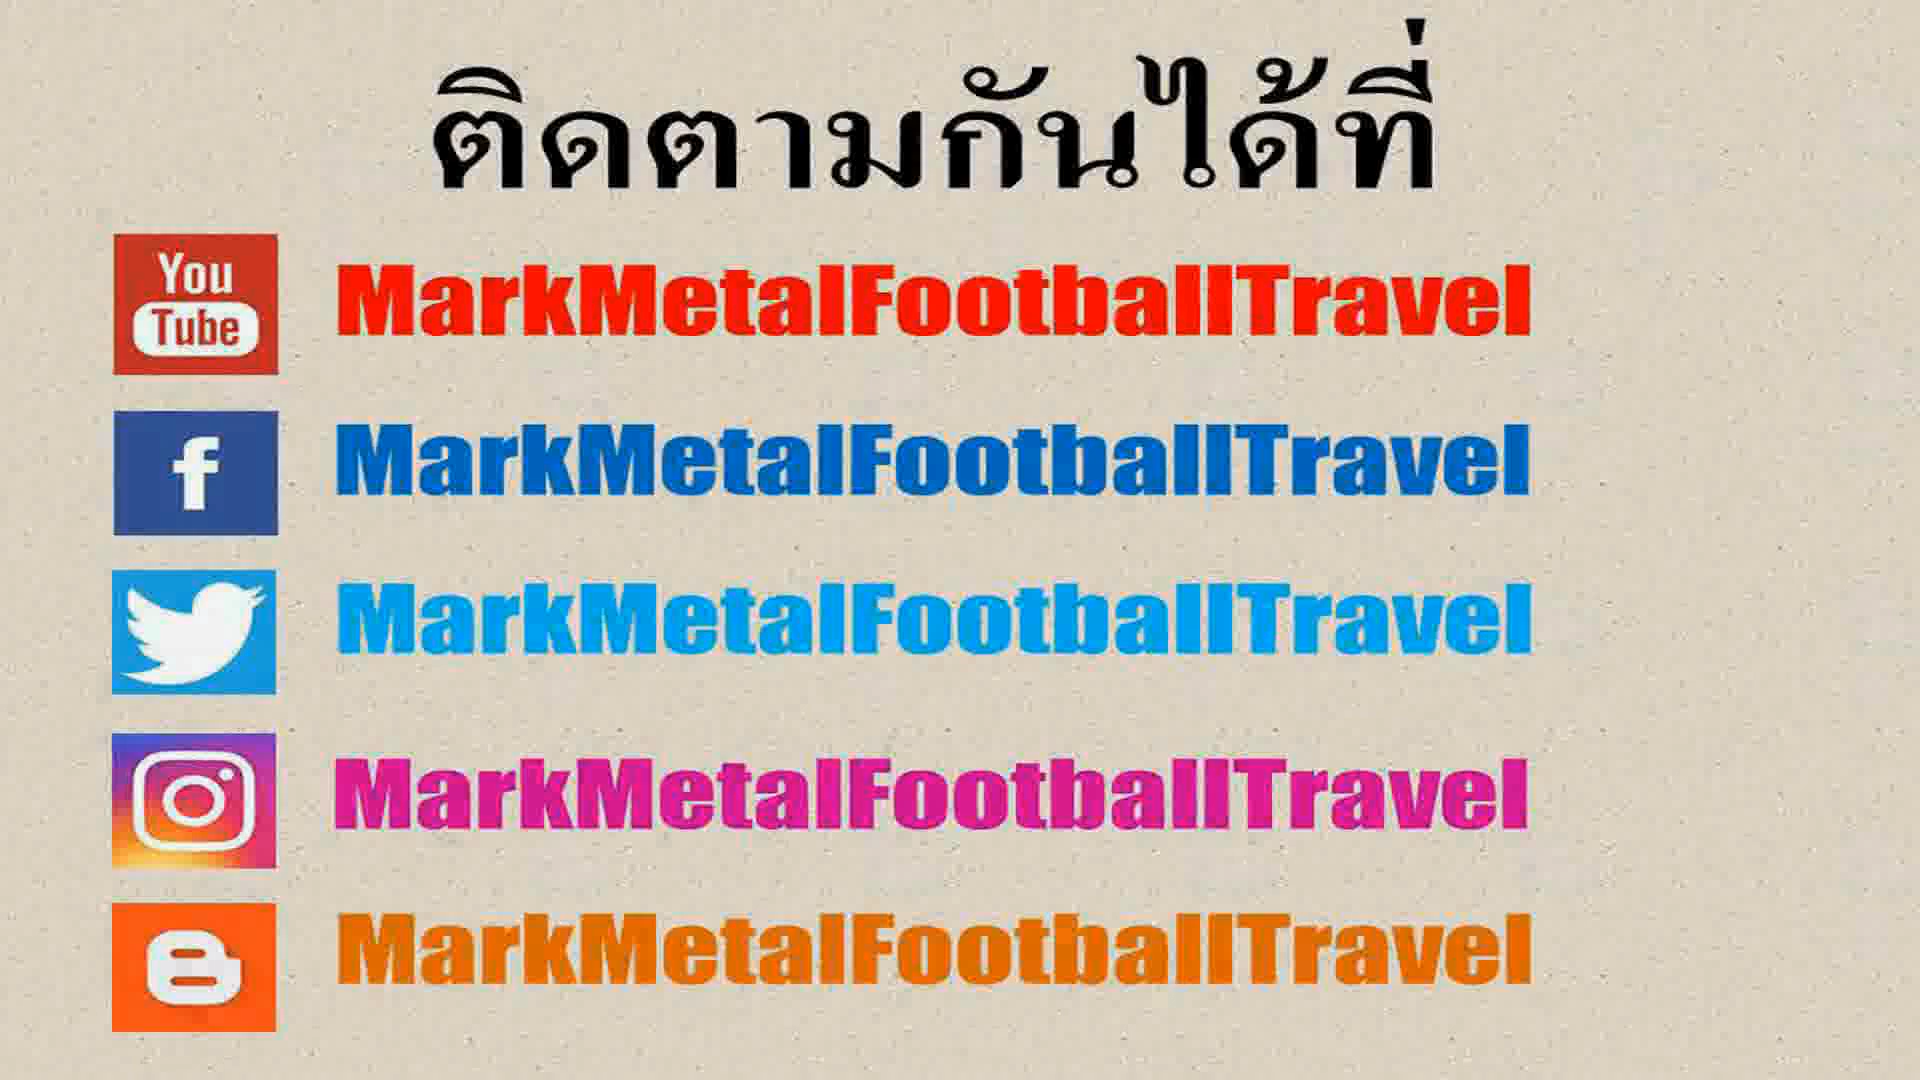 ติดตามกันได้ที่
You
Tube
MarkMetalFootballTravel
f
MarkMetalFootballTravel
MarkMetalFootballTravel
MarkMetalFootballTravel
B
MarkMetalFootballTravel